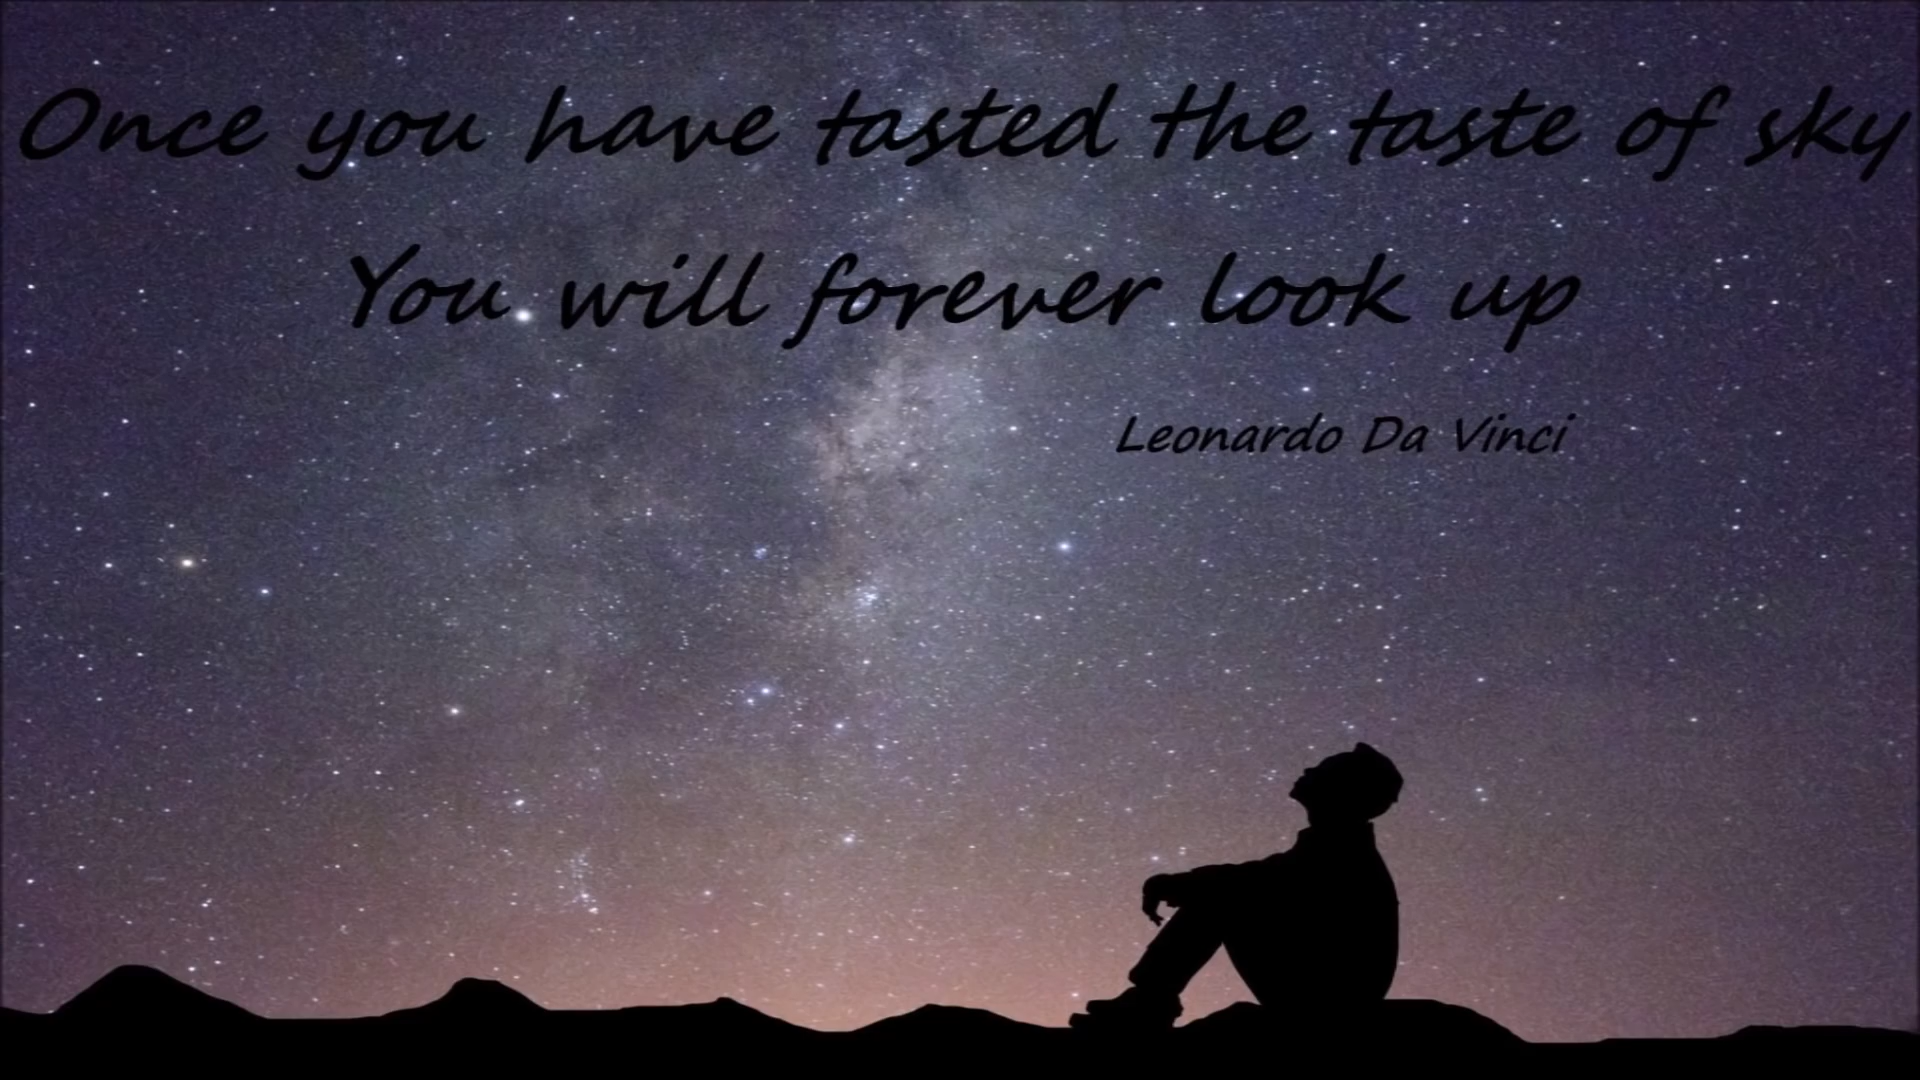 Once you have tasted the taste of sky
You will forever look up
Leonardo Da Vinci